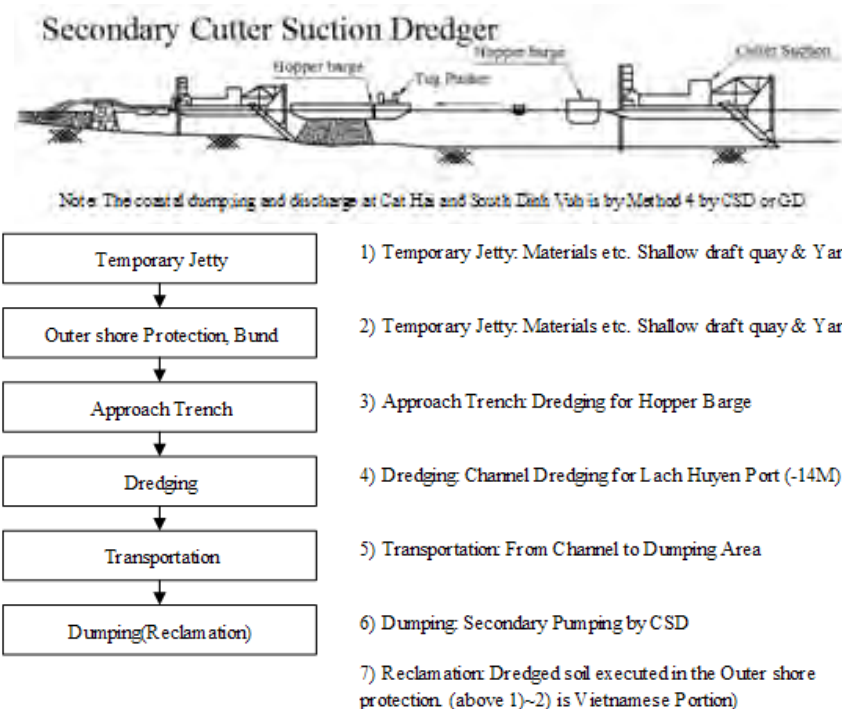 Secondary Cutter Suction Dredger
Hopper barge
Cutter Suction
Hopper barge
Tug Pusher
Note: The coastal dumping and discharge at Cat Hai and South Dinh Vuh is by Method 4 by CSD or GD
Temporary Jetty
1) Temporary Jetty: Materials etc. Shallow draft quay & Yar
Outer shore Protection, Bund
2) Temporary Jetty: Materials etc. Shallow draft quay & Yar
Approach Trench
3) Approach Trench: Dredging for Hopper Barge
Dredging
4) Dredging: Channel Dredging for Lach Huyen Port (-14M)
Transportation
5) Transportation: From Channel to Dumping Area
Dumping(Reclamation)
6) Dumping: Secondary Pumping by CSD
7) Reclamation: Dredged soil executed in the Outer shore
protection. (above 1)~2) is Vietnamese Portion)